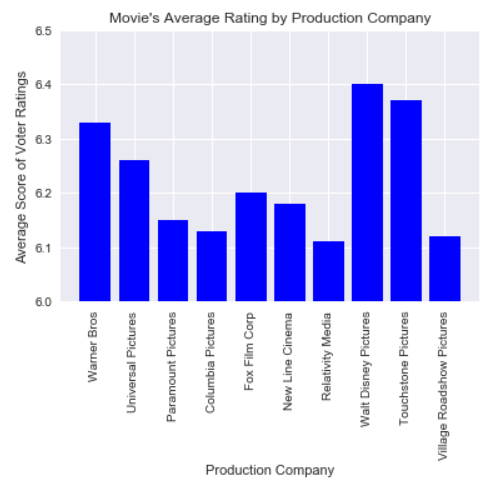 Movie's Average Rating by Production Company
Average Score of Voter Ratings
6.5
6.4
6.3
6.2
6.1
6.0
Warner Bros
Universal Pictures
Paramount Pictures
Columbia Pictures
Fox Film Corp
New Line Cinema
Relativity Media
Walt Disney Pictures
Touchstone Pictures
Village Roadshow Pictures
Production Company